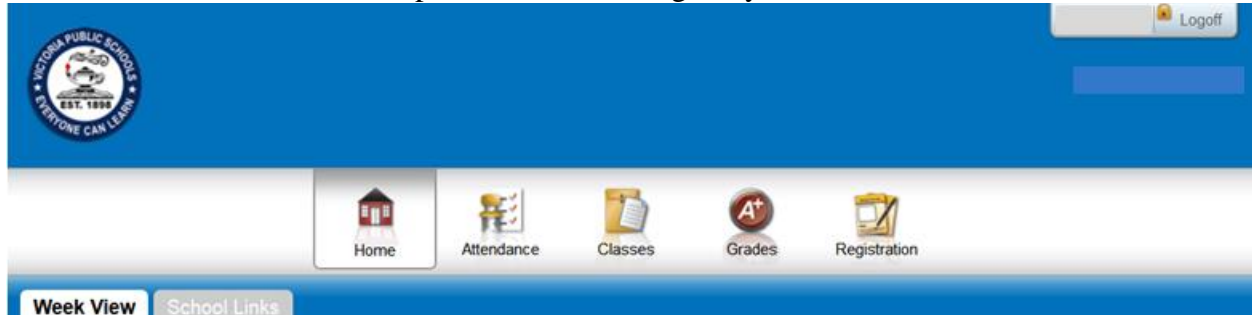 Logoff
VICTORIA PUBLIC SCHOOLS
EST. 1898
EVERYONE CAN LEARN
A+
Home
Attendance
Classes
Grades
Registration
Week View
School Links